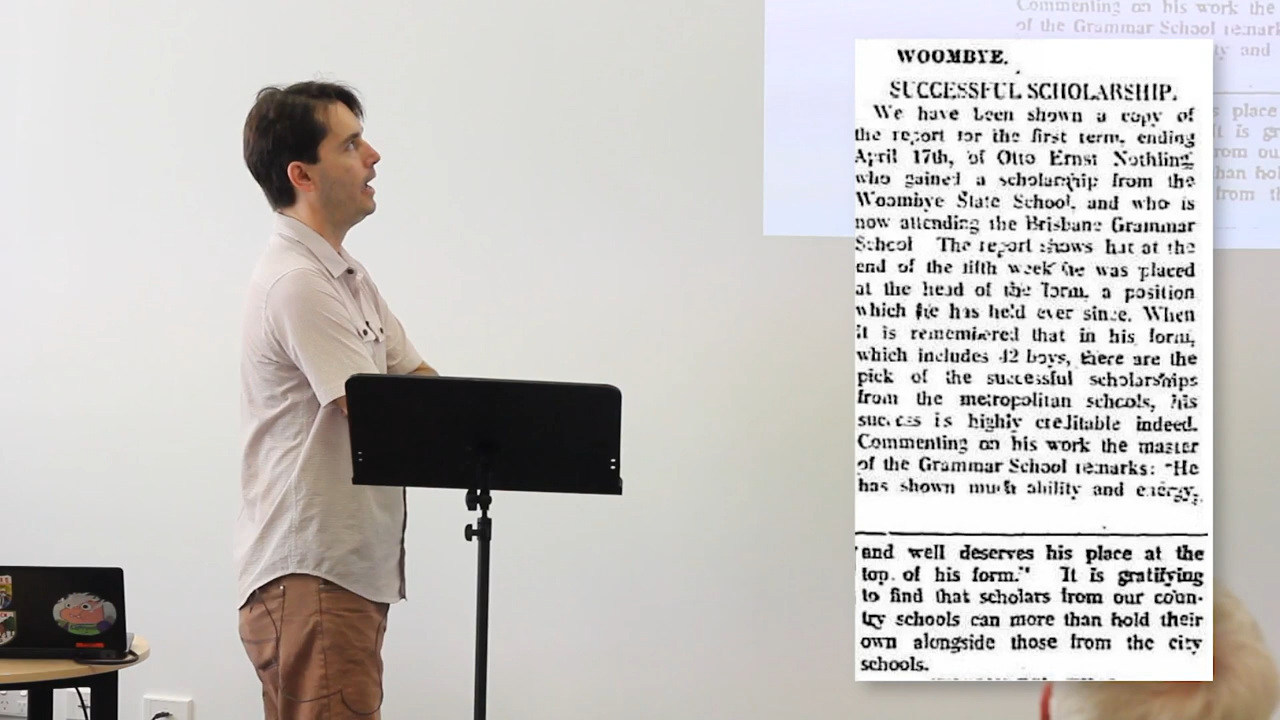 WOOMBYE.
SUCCESSFUL SCHOLARSHIP.
We have been shown a copy of
the report for the first term, ending
April 17th, of Otto Ernst Nothling
who gained a scholarship from the
Woombye State School, and who is
now attending the Brisbane Grammar
School The report shows that at the
end of the fifth week he was placed
at the head of the form, a position
which he has held ever since. When
it is remembered that in his form,
which includes 42 boys, there are the
pick of the successful scholarships
from the metropolitan schools, his
success is highly creditable indeed.
Commenting on his work the master
of the Grammar School remarks: "He
has shown much ability and energy,
and well deserves his place at the
top of his form." It is gratifying
to find that scholars from our coun-
try schools can more than hold their
own alongside those from the city
schools.
Commenting on his work the
of the Grammar School remark
ty and
place
It is gr
rom ou
han hol
from th